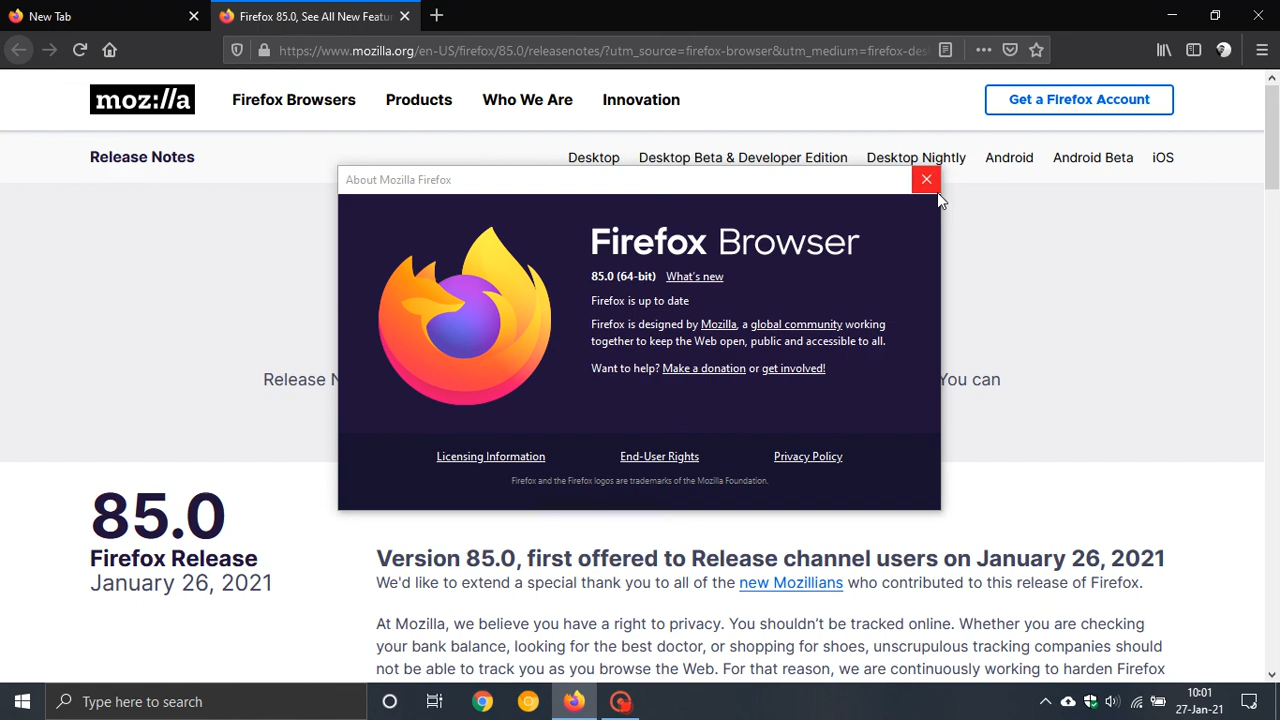 New Tab
Firefox 85.0, See All New Featu
https://www.mozilla.org/en-US/firefox/85.0/releasenotes/?utm_source=firefox-browser&utm_medium=firefox-des
moz://a
Firefox Browsers
Products
Who We Are
Innovation
Get a Firefox Account
Release Notes
Desktop
Desktop Beta & Developer Edition
Desktop Nightly
Android
Android Beta
iOS
About Mozilla Firefox
Firefox Browser
85.0 (64-bit) What's new
Firefox is up to date
Firefox is designed by Mozilla, a global community working
together to keep the Web open, public and accessible to all.
Want to help? Make a donation or get involved!
Licensing Information
End-User Rights
Privacy Policy
Firefox and the Firefox logos are trademarks of the Mozilla Foundation.
Release N
You can
85.0
Firefox Release
January 26, 2021
Version 85.0, first offered to Release channel users on January 26, 2021
We'd like to extend a special thank you to all of the new Mozillians who contributed to this release of Firefox.
At Mozilla, we believe you have a right to privacy. You shouldn't be tracked online. Whether you are checking
your bank balance, looking for the best doctor, or shopping for shoes, unscrupulous tracking companies should
not be able to track you as you browse the Web. For that reason, we are continuously working to harden Firefox
Type here to search
10:01
27-Jan-21